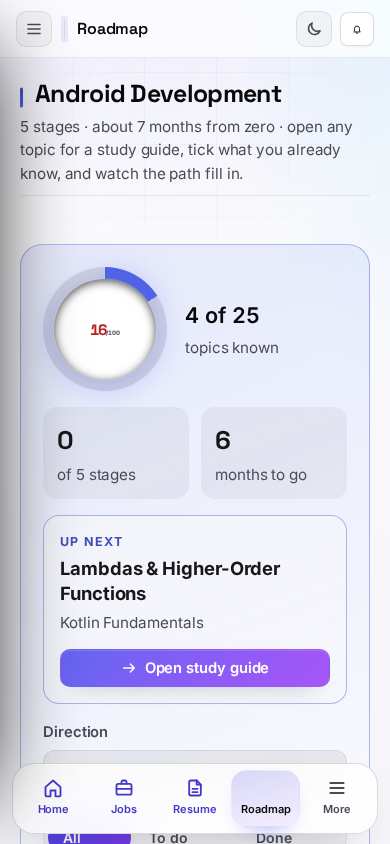 Roadmap
Android Development
5 stages · about 7 months from zero · open any
topic for a study guide, tick what you already
know, and watch the path fill in.
16/100
4 of 25
topics known
0
of 5 stages
6
months to go
UP NEXT
Lambdas & Higher-Order
Functions
Kotlin Fundamentals
→ Open study guide
Direction
Home
Jobs
Resume
Roadmap
More
All
To do
Done